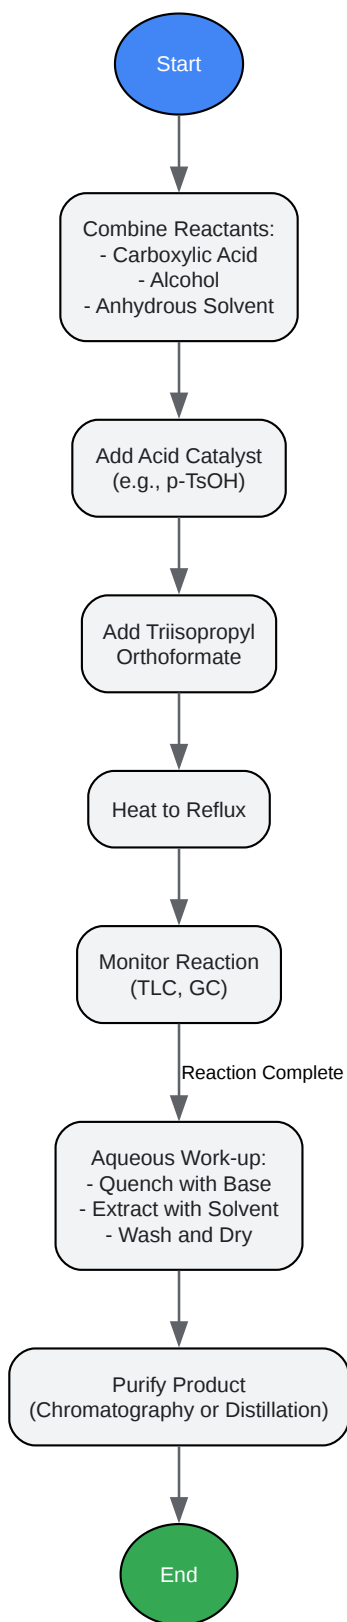 Start
Combine Reactants:
- Carboxylic Acid
- Alcohol
- Anhydrous Solvent
Add Acid Catalyst
(e.g., p-TsOH)
Add Triisopropyl
Orthoformate
Heat to Reflux
Monitor Reaction
(TLC, GC)
Reaction Complete
Aqueous Work-up:
- Quench with Base
- Extract with Solvent
- Wash and Dry
Purify Product
(Chromatography or Distillation)
End